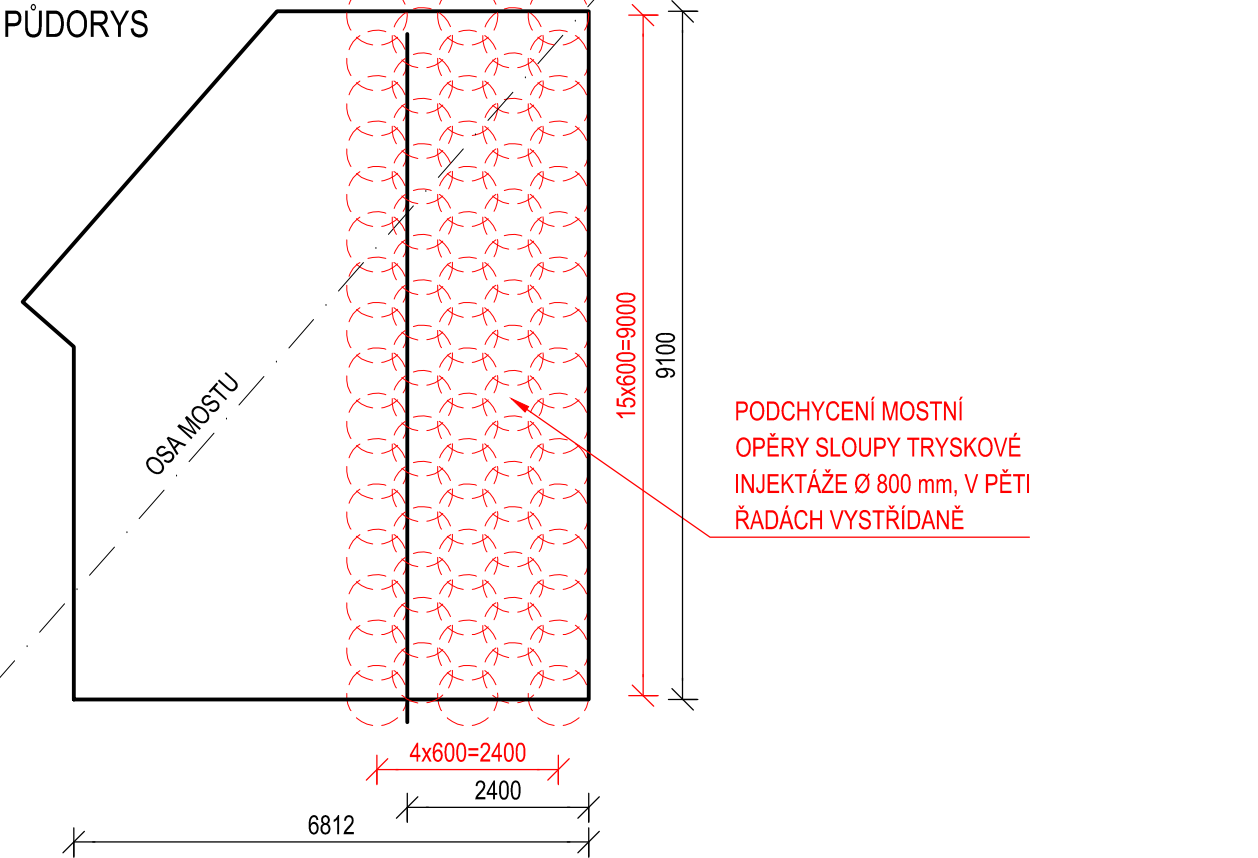 PŮDORYS
15x600=9000
9100
OSA MOSTU
PODCHYCENÍ MOSTNÍ
OPĚRY SLOUPY TRYSKOVÉ
INJEKTÁŽE Ø 800 mm, V PĚTI
ŘADÁCH VYSTŘÍDANĚ
4x600=2400
2400
6812